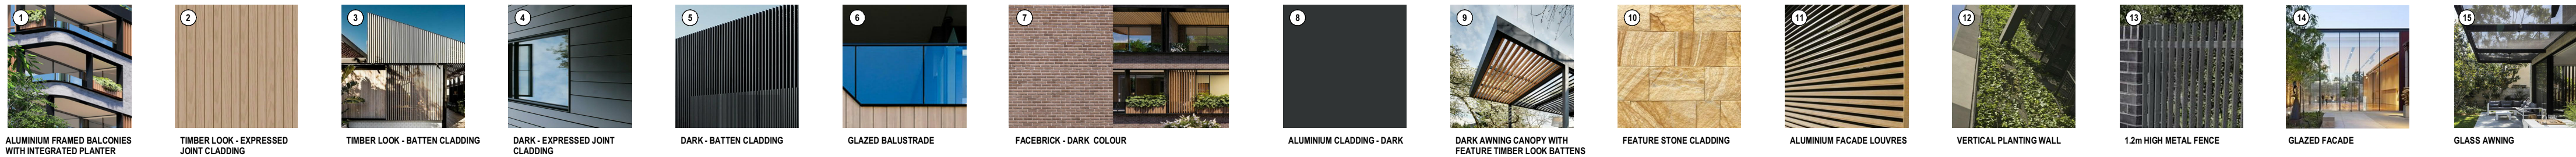 1
2
3
4
5
6
7
8
9
10
11
12
13
14
15
ALUMINIUM FRAMED BALCONIES
WITH INTEGRATED PLANTER
TIMBER LOOK - EXPRESSED
JOINT CLADDING
TIMBER LOOK - BATTEN CLADDING
DARK - EXPRESSED JOINT
CLADDING
DARK - BATTEN CLADDING
GLAZED BALUSTRADE
FACEBRICK - DARK COLOUR
ALUMINIUM CLADDING - DARK
DARK AWNING CANOPY WITH
FEATURE TIMBER LOOK BATTENS
FEATURE STONE CLADDING
ALUMINIUM FACADE LOUVRES
VERTICAL PLANTING WALL
1.2m HIGH METAL FENCE
GLAZED FACADE
GLASS AWNING